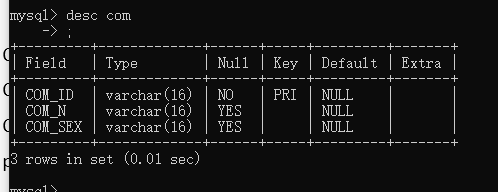 mysql> desc com
-> ;
+---------+-------------+------+-----+---------+-------+
| Field | Type | Null | Key | Default | Extra |
+---------+-------------+------+-----+---------+-------+
| COM_ID | varchar(16) | NO | PRI | NULL | |
| COM_N | varchar(16) | YES | | NULL | |
| COM_SEX | varchar(16) | YES | | NULL | |
+---------+-------------+------+-----+---------+-------+
3 rows in set (0.01 sec)
mysql>